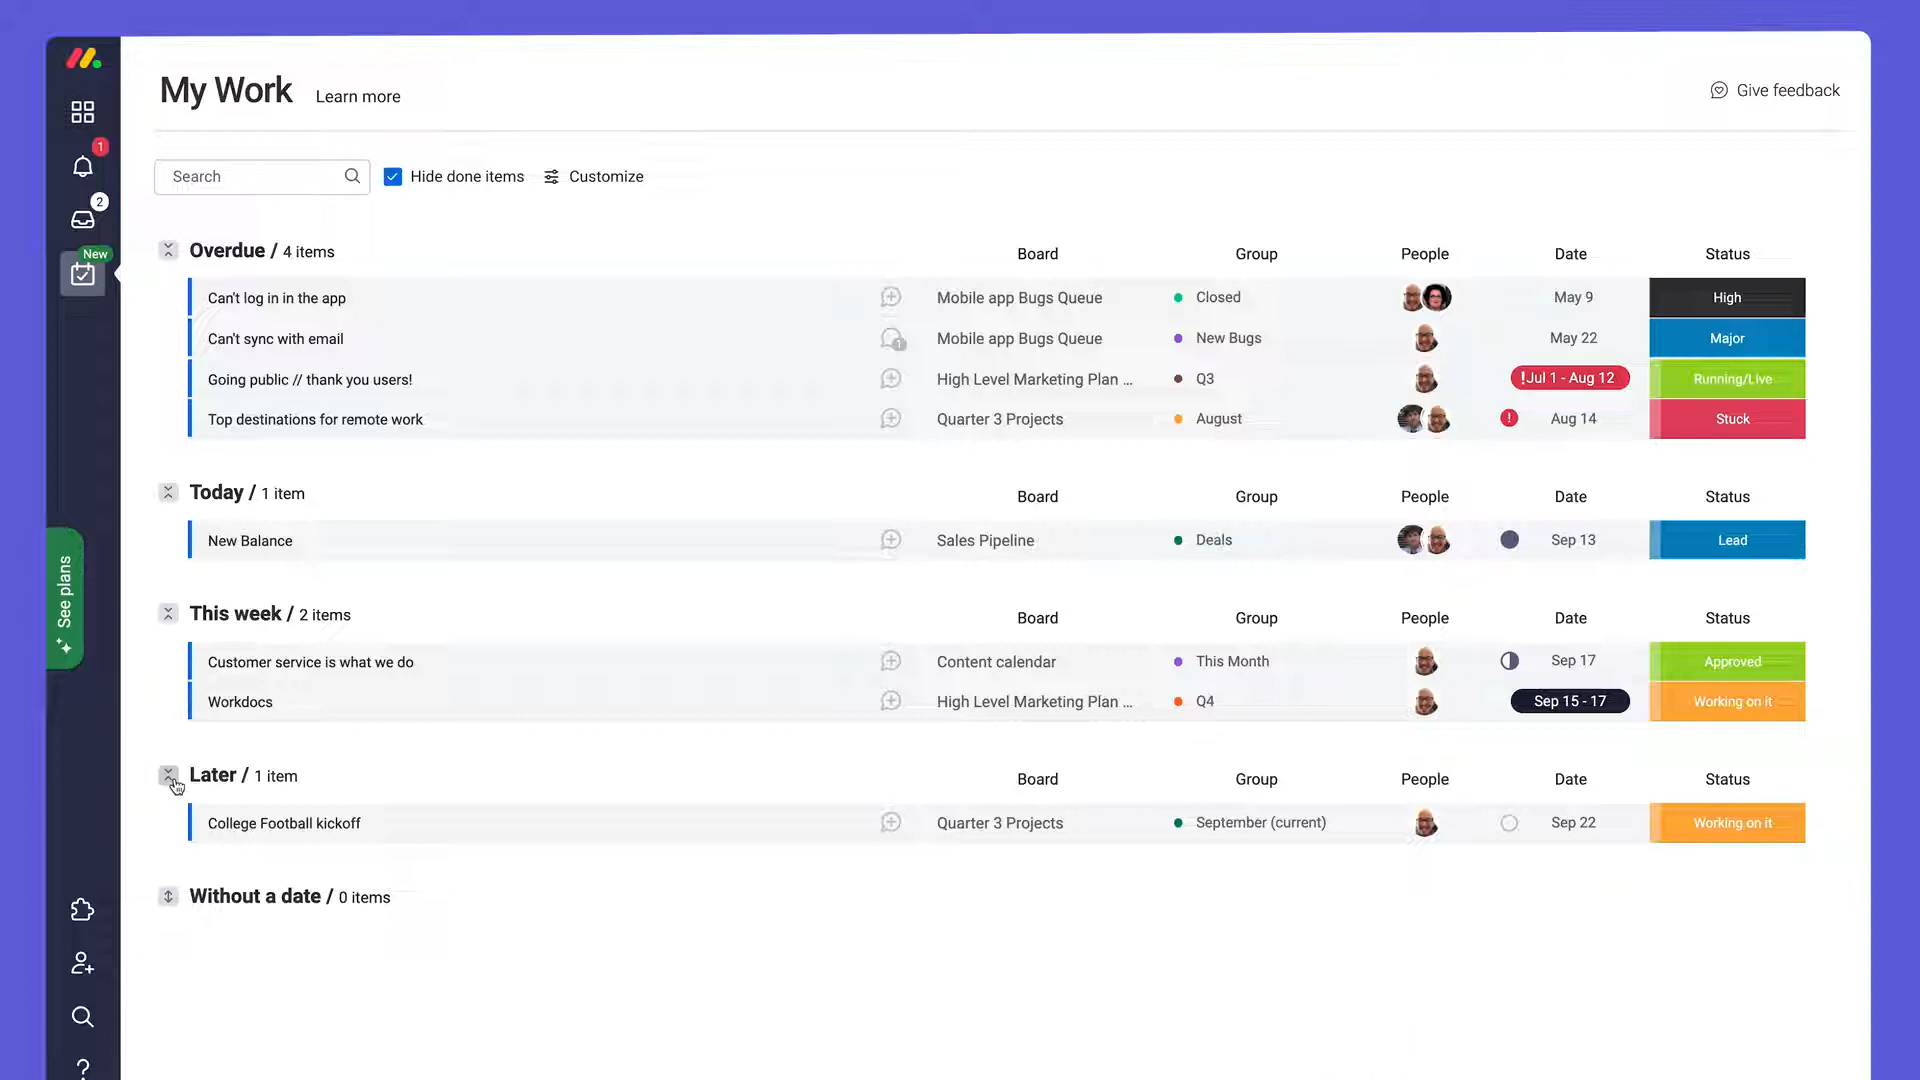 My Work Learn more Give feedback
1
Search Hide done items Customize
2
New
Overdue / 4 items Board Group People Date Status
Can't log in in the app Mobile app Bugs Queue Closed May 9 High
Can't sync with email 1 Mobile app Bugs Queue New Bugs May 22 Major
Going public // thank you users! High Level Marketing Plan ... Q3 !Jul 1 - Aug 12 Running/Live
Top destinations for remote work Quarter 3 Projects August ! Aug 14 Stuck
Today / 1 item Board Group People Date Status
New Balance Sales Pipeline Deals Sep 13 Lead
See plans
This week / 2 items Board Group People Date Status
Customer service is what we do Content calendar This Month Sep 17 Approved
Workdocs High Level Marketing Plan ... Q4 Sep 15 - 17 Working on it
Later / 1 item Board Group People Date Status
College Football kickoff Quarter 3 Projects September (current) Sep 22 Working on it
Without a date / 0 items
?